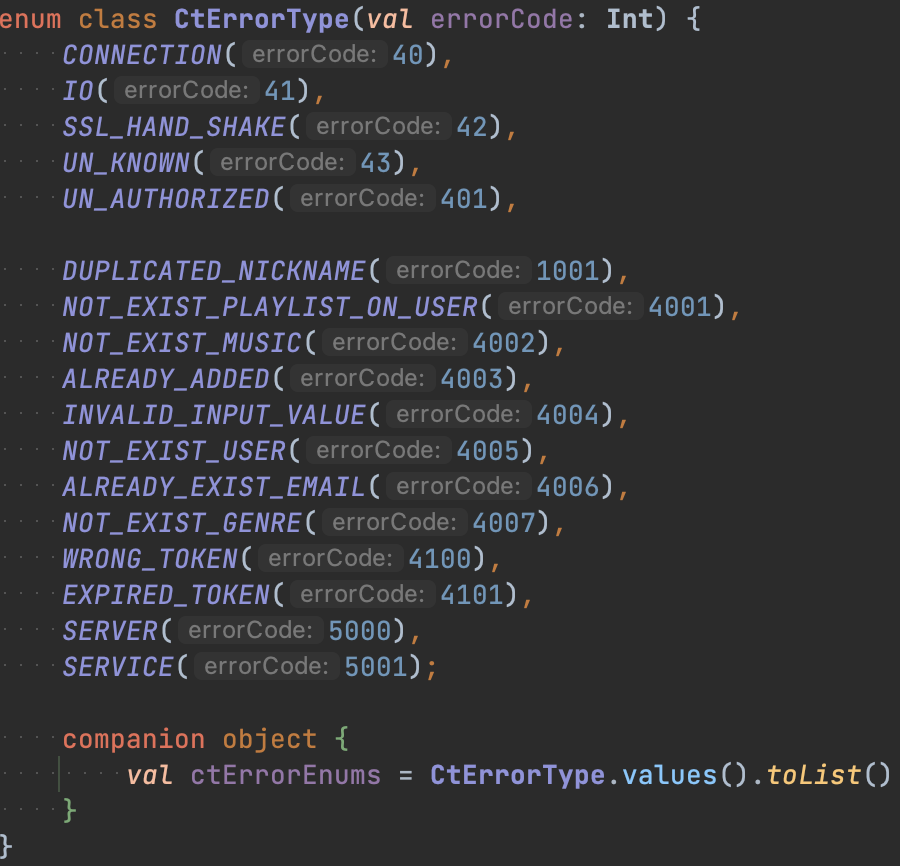 enum class CtErrorType(val errorCode: Int) {
    CONNECTION( errorCode: 40),
    IO( errorCode: 41),
    SSL_HAND_SHAKE( errorCode: 42),
    UN_KNOWN( errorCode: 43),
    UN_AUTHORIZED( errorCode: 401),

    DUPLICATED_NICKNAME( errorCode: 1001),
    NOT_EXIST_PLAYLIST_ON_USER( errorCode: 4001),
    NOT_EXIST_MUSIC( errorCode: 4002),
    ALREADY_ADDED( errorCode: 4003),
    INVALID_INPUT_VALUE( errorCode: 4004),
    NOT_EXIST_USER( errorCode: 4005),
    ALREADY_EXIST_EMAIL( errorCode: 4006),
    NOT_EXIST_GENRE( errorCode: 4007),
    WRONG_TOKEN( errorCode: 4100),
    EXPIRED_TOKEN( errorCode: 4101),
    SERVER( errorCode: 5000),
    SERVICE( errorCode: 5001);

    companion object {
        val ctErrorEnums = CtErrorType.values().toList()
    }
}